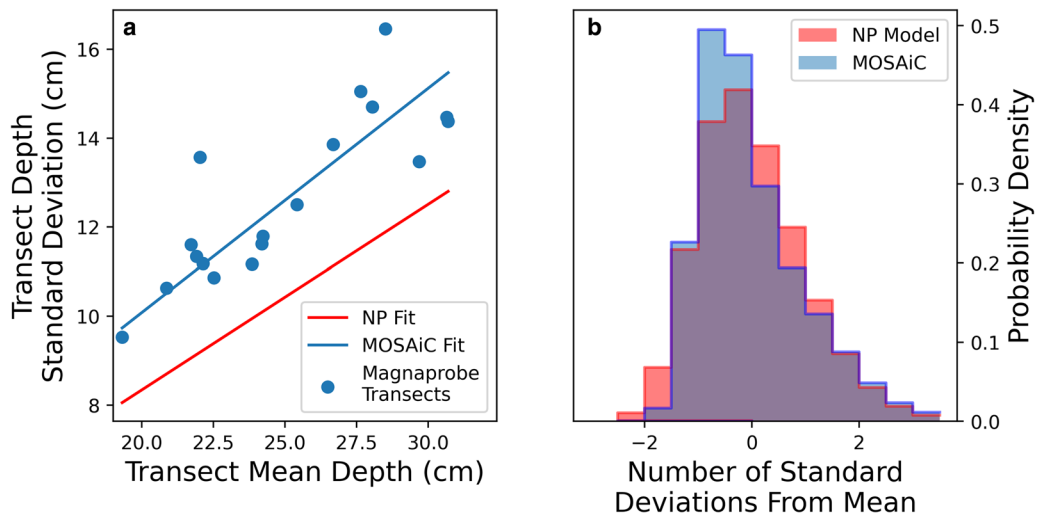 a
Transect Depth
Standard Deviation (cm)
16
14
12
10
8
20.0 22.5 25.0 27.5 30.0
Transect Mean Depth (cm)
NP Fit
MOSAiC Fit
Magnaprobe
Transects
b
NP Model
MOSAiC
0.5
0.4
0.3
0.2
0.1
0.0
Probability Density
−2 0 2
Number of Standard
Deviations From Mean